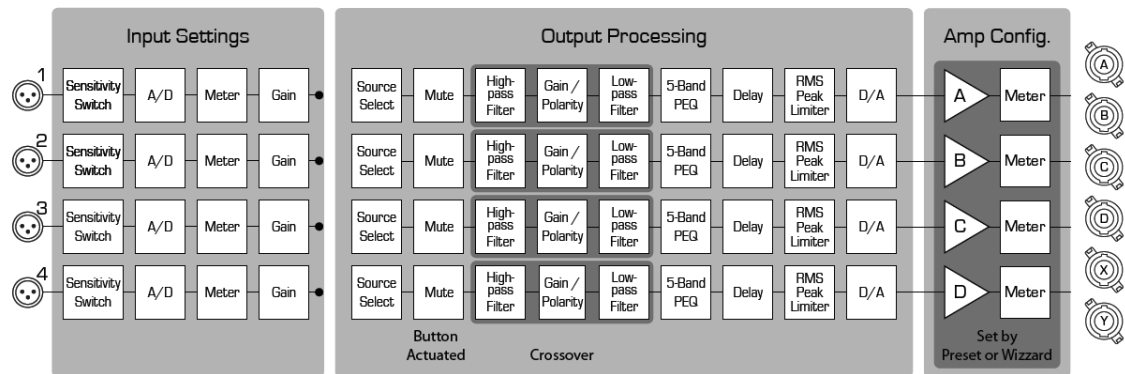 Input Settings
Output Processing
Amp Config.
1
Sensitivity
Switch
A/D
Meter
Gain
Source
Select
Mute
High-
pass
Filter
Gain /
Polarity
Low-
pass
Filter
5-Band
PEQ
Delay
RMS
Peak
Limiter
D/A
A
Meter
2
Sensitivity
Switch
A/D
Meter
Gain
Source
Select
Mute
High-
pass
Filter
Gain /
Polarity
Low-
pass
Filter
5-Band
PEQ
Delay
RMS
Peak
Limiter
D/A
B
Meter
3
Sensitivity
Switch
A/D
Meter
Gain
Source
Select
Mute
High-
pass
Filter
Gain /
Polarity
Low-
pass
Filter
5-Band
PEQ
Delay
RMS
Peak
Limiter
D/A
C
Meter
4
Sensitivity
Switch
A/D
Meter
Gain
Source
Select
Mute
High-
pass
Filter
Gain /
Polarity
Low-
pass
Filter
5-Band
PEQ
Delay
RMS
Peak
Limiter
D/A
D
Meter
Button
Actuated
Crossover
Set by
Preset or Wizzard
A
B
C
D
X
Y